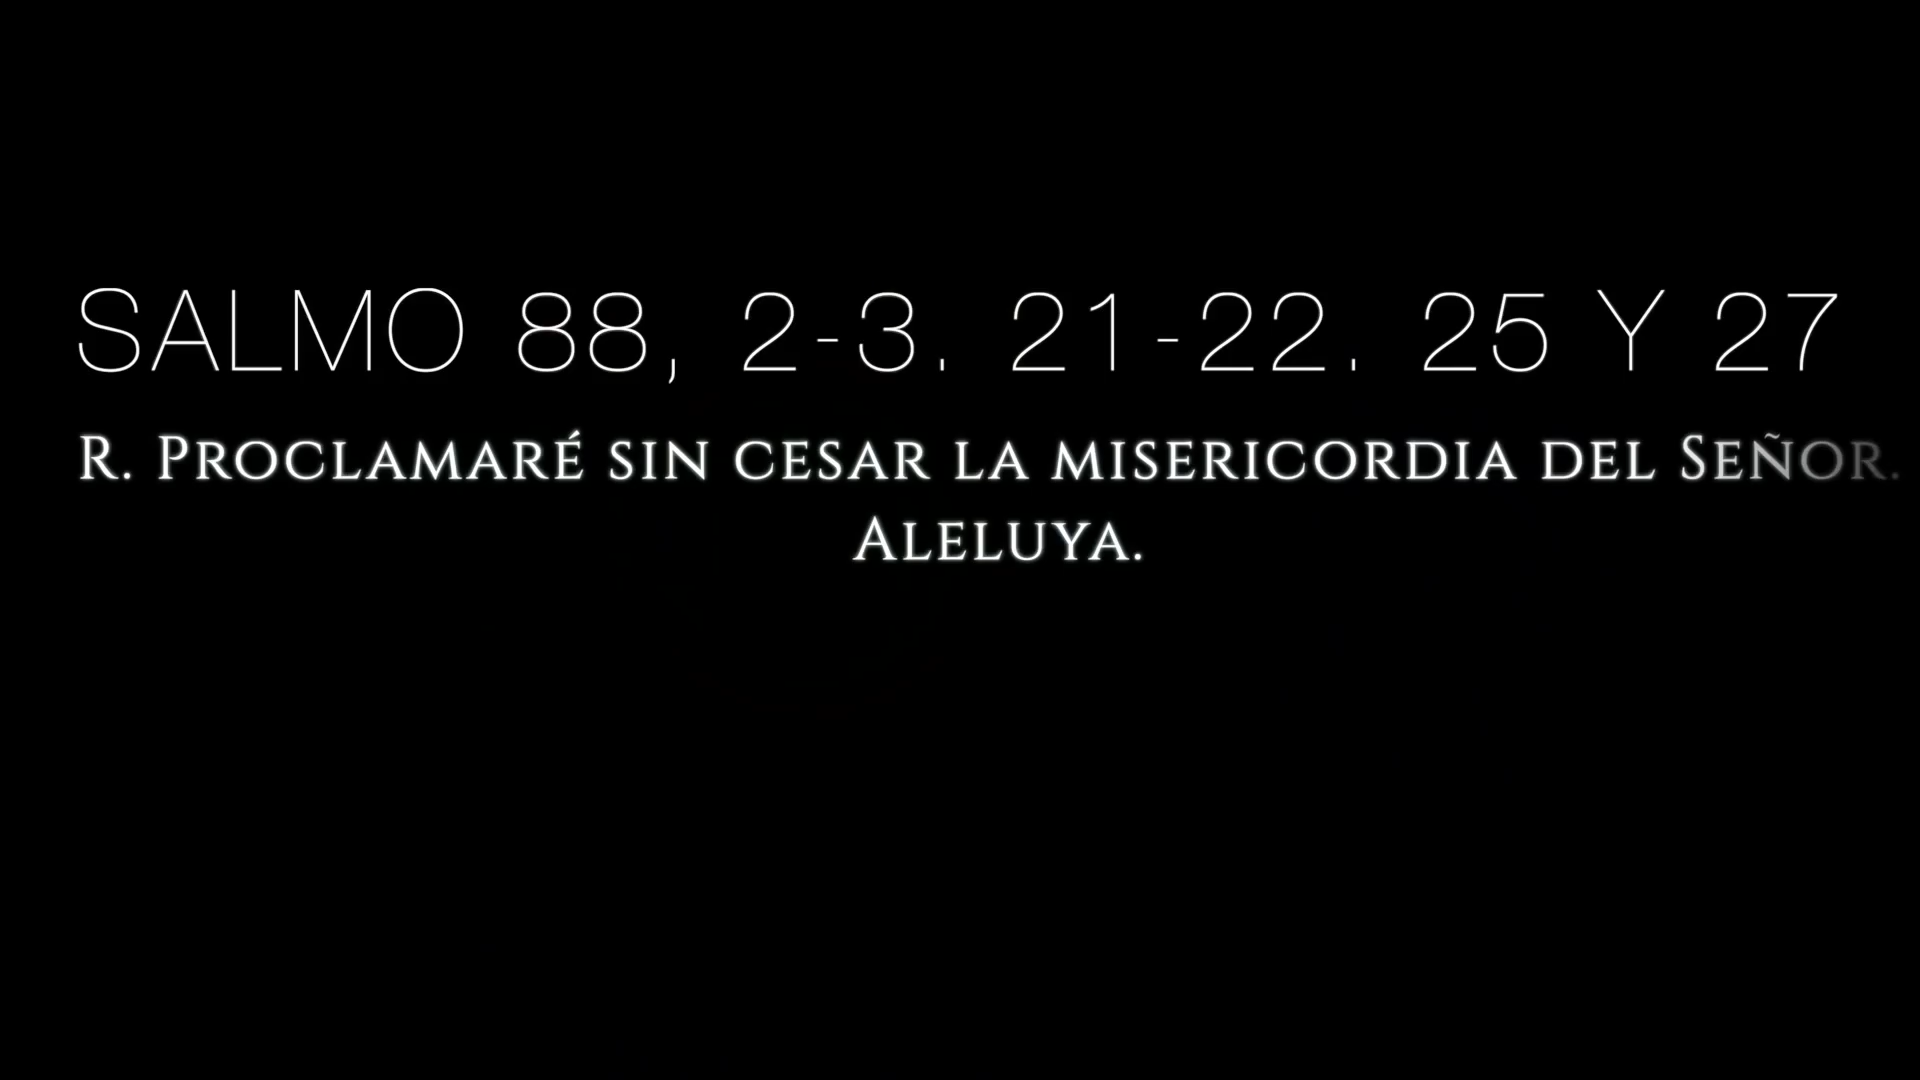 SALMO 88, 2-3. 21-22. 25 Y 27
R. Proclamaré sin cesar la misericordia del Señor.
Aleluya.